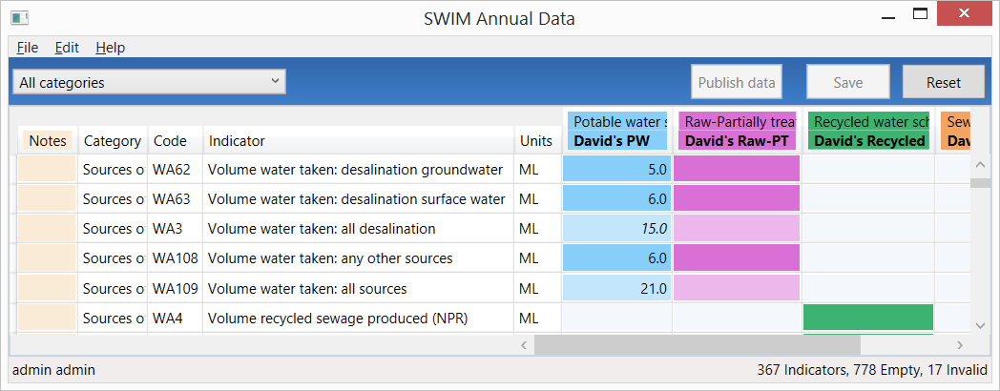 SWIM Annual Data
File Edit Help
All categories Publish data Save Reset
Potable water s Raw-Partially trea Recycled water sch Sew
Notes Category Code Indicator Units David's PW David's Raw-PT David's Recycled Da
Sources o WA62 Volume water taken: desalination groundwater ML 5.0
Sources o WA63 Volume water taken: desalination surface water ML 6.0
Sources o WA3 Volume water taken: all desalination ML 15.0
Sources o WA108 Volume water taken: any other sources ML 6.0
Sources o WA109 Volume water taken: all sources ML 21.0
Sources o WA4 Volume recycled sewage produced (NPR) ML
admin admin 367 Indicators, 778 Empty, 17 Invalid